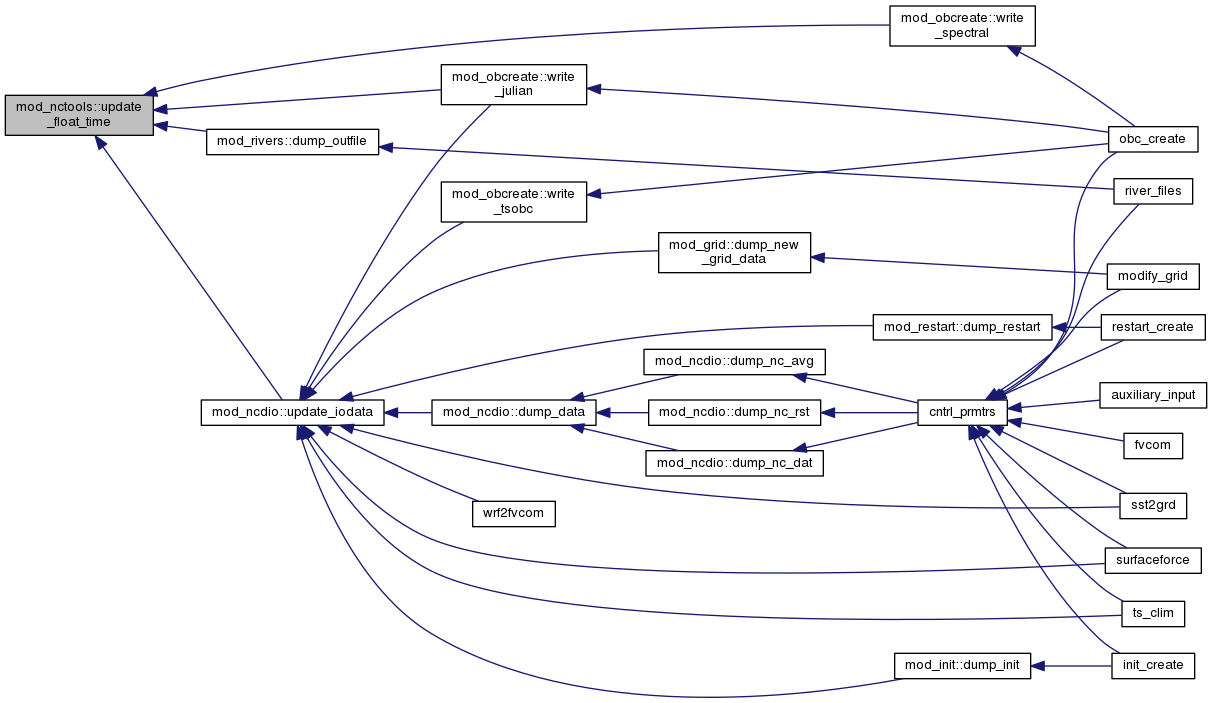 mod_obcreate::write
_spectral
mod_obcreate::write
_julian
mod_nctools::update
_float_time
mod_rivers::dump_outfile
obc_create
mod_obcreate::write
_tsobc
river_files
mod_grid::dump_new
_grid_data
modify_grid
mod_restart::dump_restart
restart_create
mod_ncdio::dump_nc_avg
auxiliary_input
mod_ncdio::update_iodata
mod_ncdio::dump_data
mod_ncdio::dump_nc_rst
cntrl_prmtrs
fvcom
mod_ncdio::dump_nc_dat
sst2grd
wrf2fvcom
surfaceforce
ts_clim
mod_init::dump_init
init_create